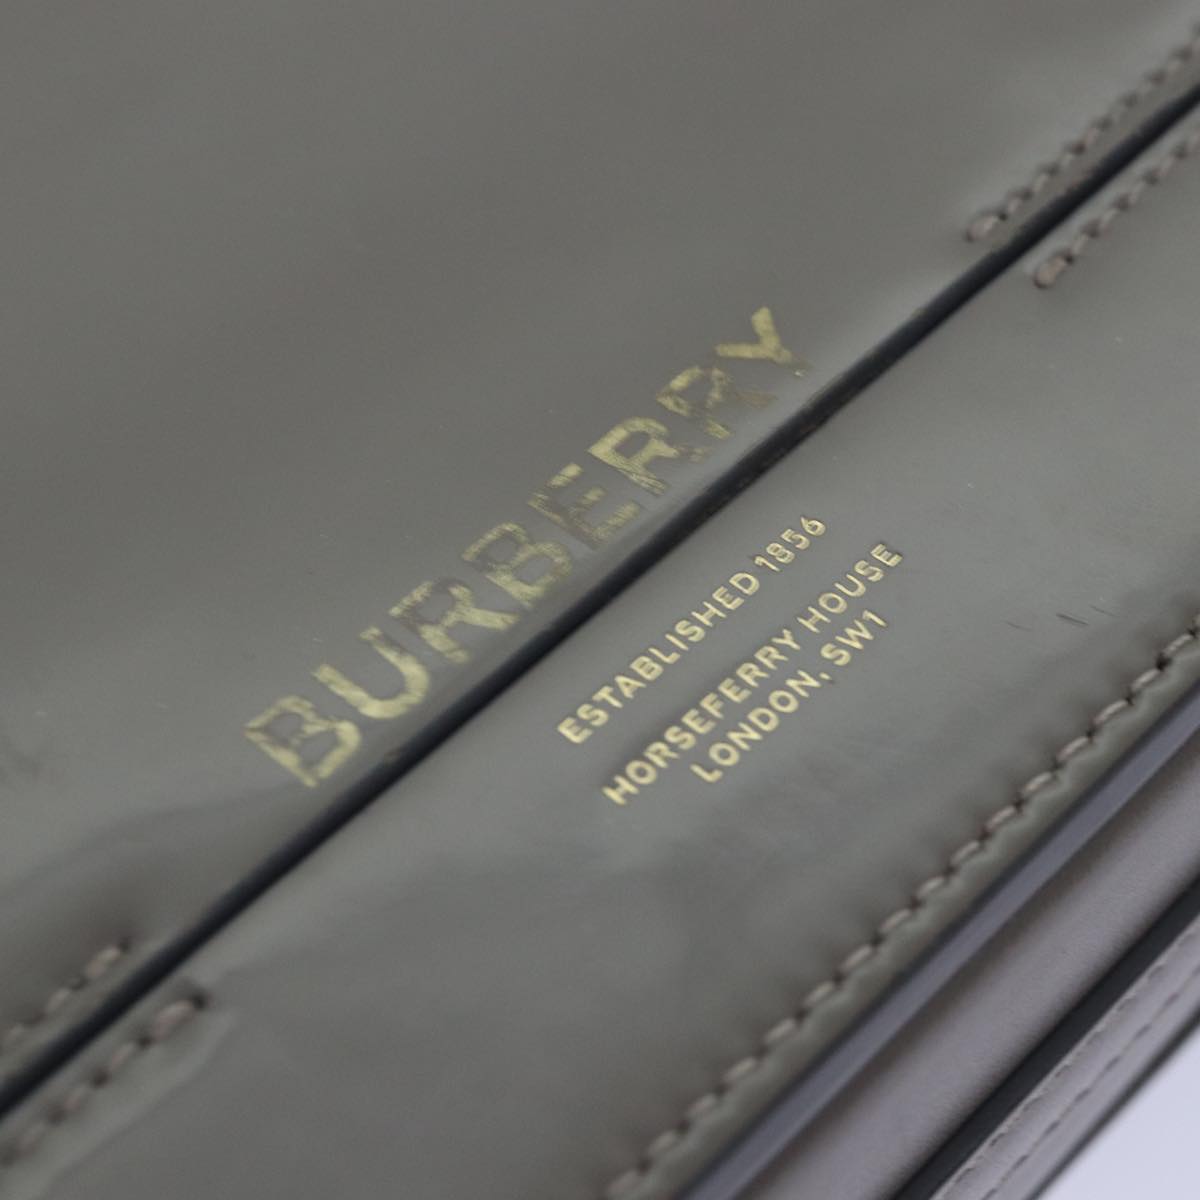 BURBERRY
ESTABLISHED 1856
HORSEFERRY HOUSE
LONDON, SW1